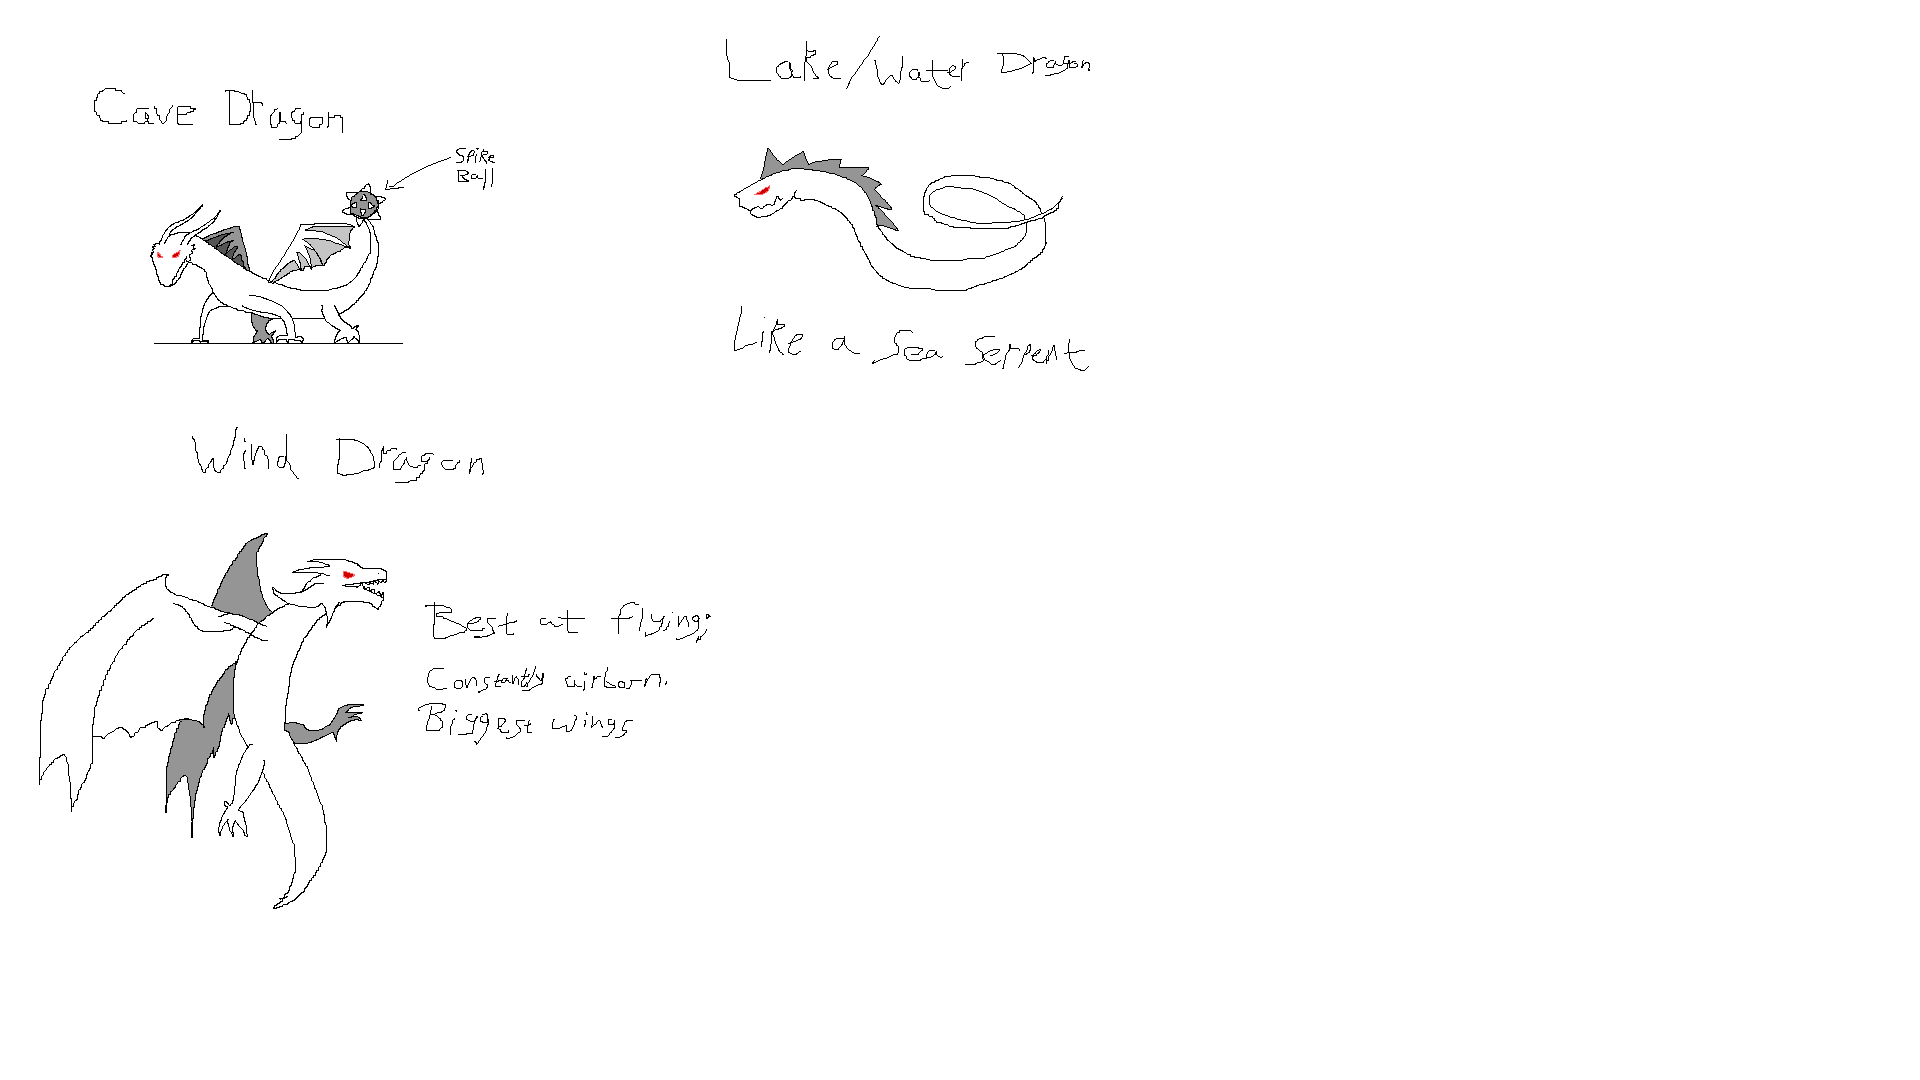 Lake/Water Dragon
Cave Dragon
Spike
Ball
Like a Sea Serpent
Wind Dragon
Best at flying;
Constantly airborn.
Biggest wings